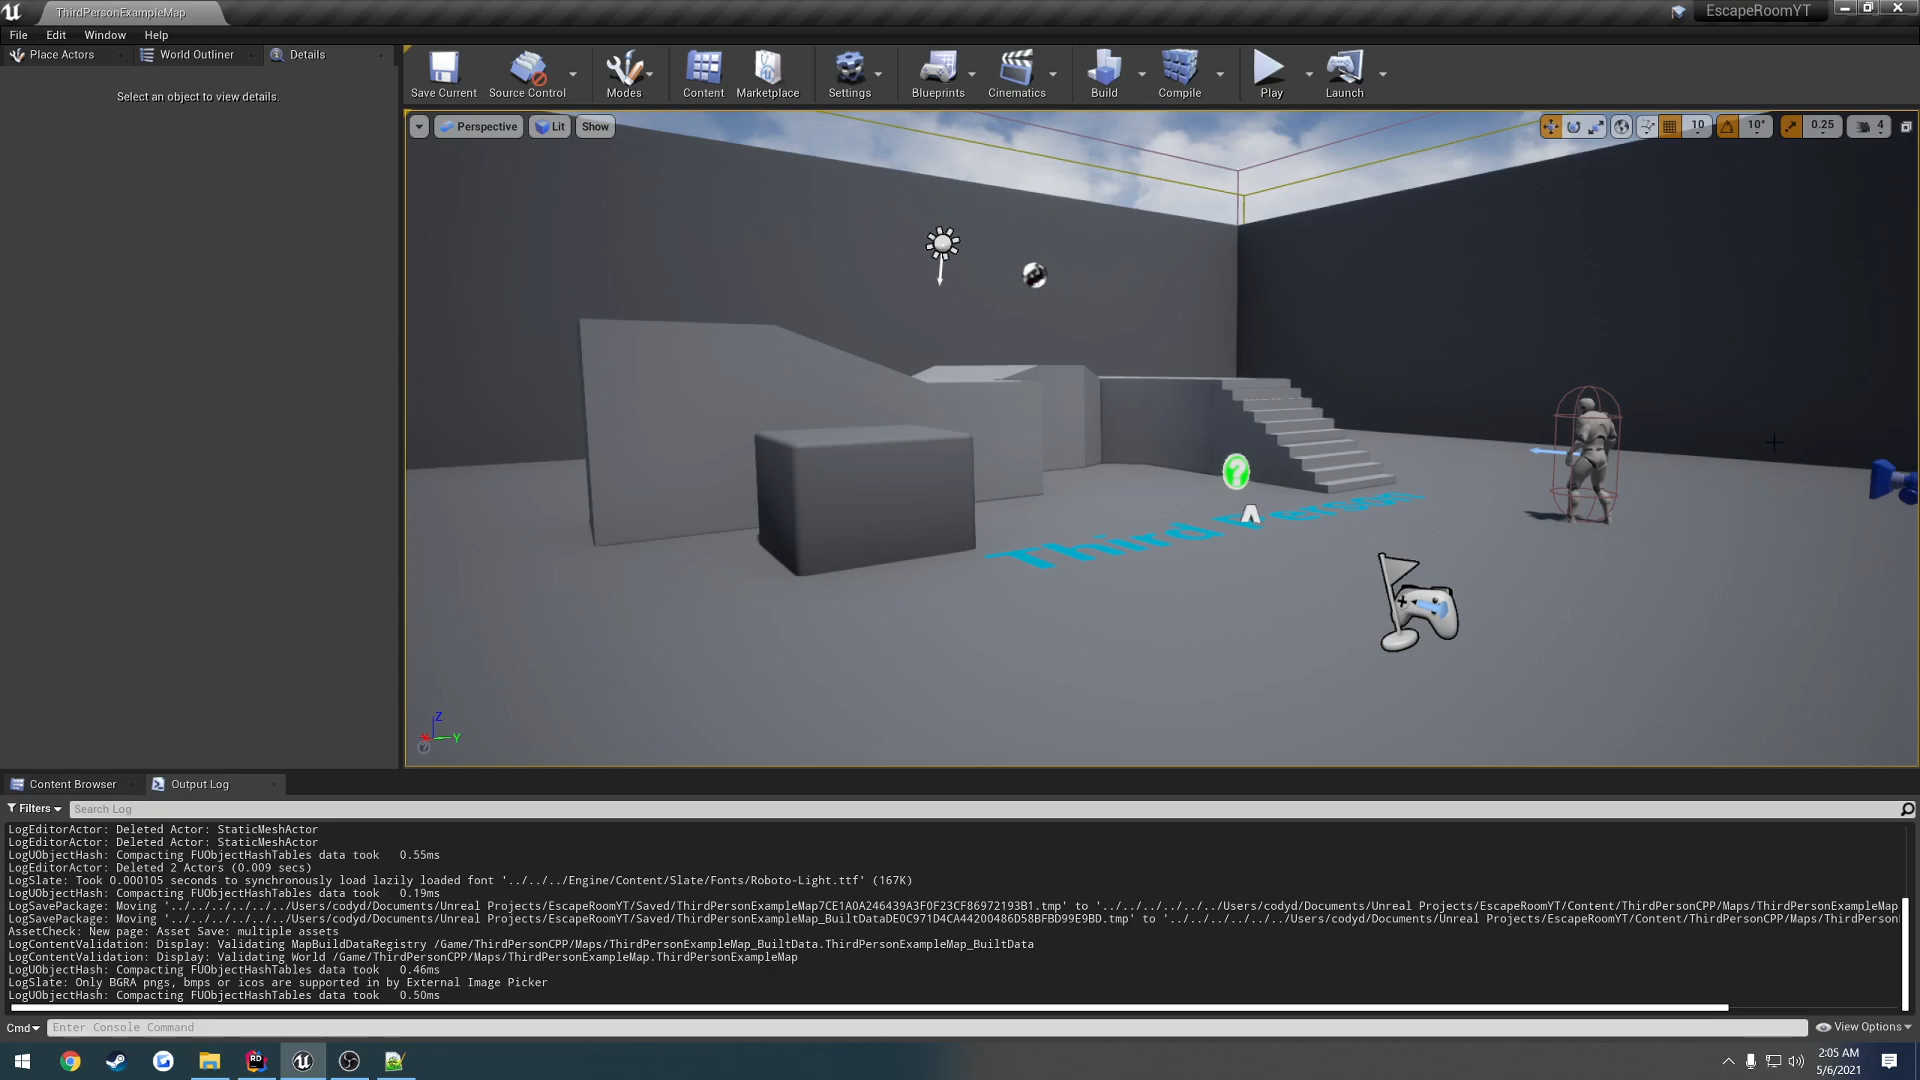 ThirdPersonExampleMap
EscapeRoomYT
File Edit Window Help
Place Actors World Outliner Details
Select an object to view details.
Save Current Source Control Modes Content Marketplace Settings Blueprints Cinematics Build Compile Play Launch
Perspective Lit Show
10 10° 0.25 4
Third
Z
Y
Content Browser Output Log
Filters Search Log
LogEditorActor: Deleted Actor: StaticMeshActor
LogEditorActor: Deleted Actor: StaticMeshActor
LogUObjectHash: Compacting FUObjectHashTables data took   0.55ms
LogEditorActor: Deleted 2 Actors (0.009 secs)
LogSlate: Took 0.000105 seconds to synchronously load lazily loaded font '../../../Engine/Content/Slate/Fonts/Roboto-Light.ttf' (167K)
LogUObjectHash: Compacting FUObjectHashTables data took   0.19ms
LogSavePackage: Moving '../../../../../../Users/codyd/Documents/Unreal Projects/EscapeRoomYT/Saved/ThirdPersonExampleMap7CE1A0A246439A3F0F23CF86972193B1.tmp' to '../../../../../../Users/codyd/Documents/Unreal Projects/EscapeRoomYT/Content/ThirdPersonCPP/Maps/ThirdPersonExampleMap
LogSavePackage: Moving '../../../../../../Users/codyd/Documents/Unreal Projects/EscapeRoomYT/Saved/ThirdPersonExampleMap_BuiltDataDE0C971D4CA44200486D58BFBD99E9BD.tmp' to '../../../../../../Users/codyd/Documents/Unreal Projects/EscapeRoomYT/Content/ThirdPersonCPP/Maps/ThirdPerson
AssetCheck: New page: Asset Save: multiple assets
LogContentValidation: Display: Validating MapBuildDataRegistry /Game/ThirdPersonCPP/Maps/ThirdPersonExampleMap_BuiltData.ThirdPersonExampleMap_BuiltData
LogContentValidation: Display: Validating World /Game/ThirdPersonCPP/Maps/ThirdPersonExampleMap.ThirdPersonExampleMap
LogUObjectHash: Compacting FUObjectHashTables data took   0.46ms
LogSlate: Only BGRA pngs, bmps or icos are supported in by External Image Picker
LogUObjectHash: Compacting FUObjectHashTables data took   0.50ms
Cmd Enter Console Command View Options
2:05 AM
5/6/2021